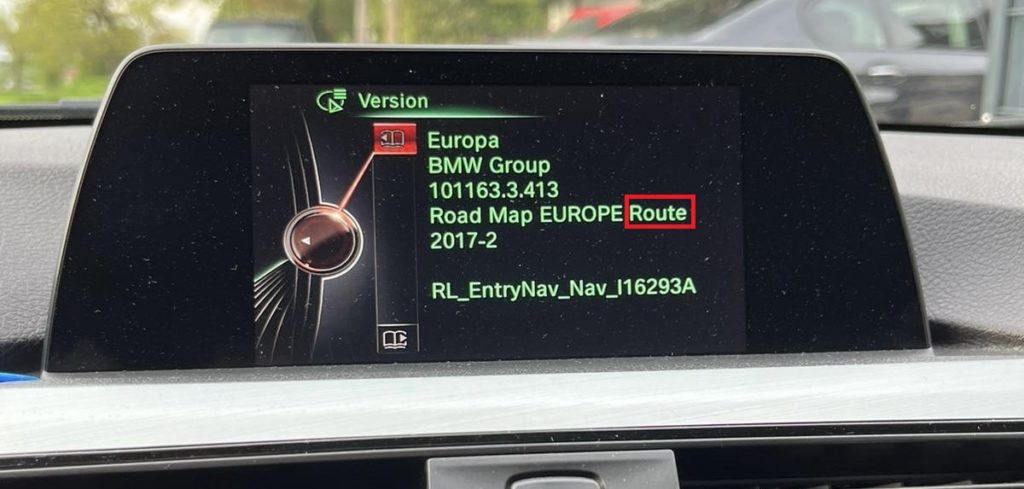 Version
Europa
BMW Group
101163.3.413
Road Map EUROPE Route
2017-2
RL_EntryNav_Nav_I16293A